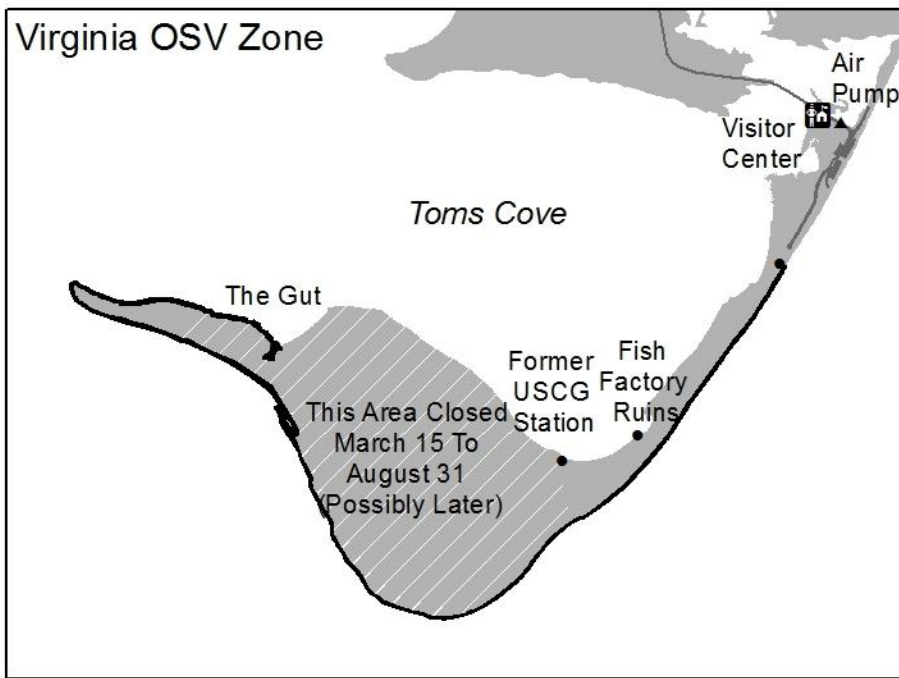 Virginia OSV Zone
Air
Pump
Visitor
Center
Toms Cove
The Gut
Former
USCG
Station
Fish
Factory
Ruins
This Area Closed
March 15 To
August 31
(Possibly Later)